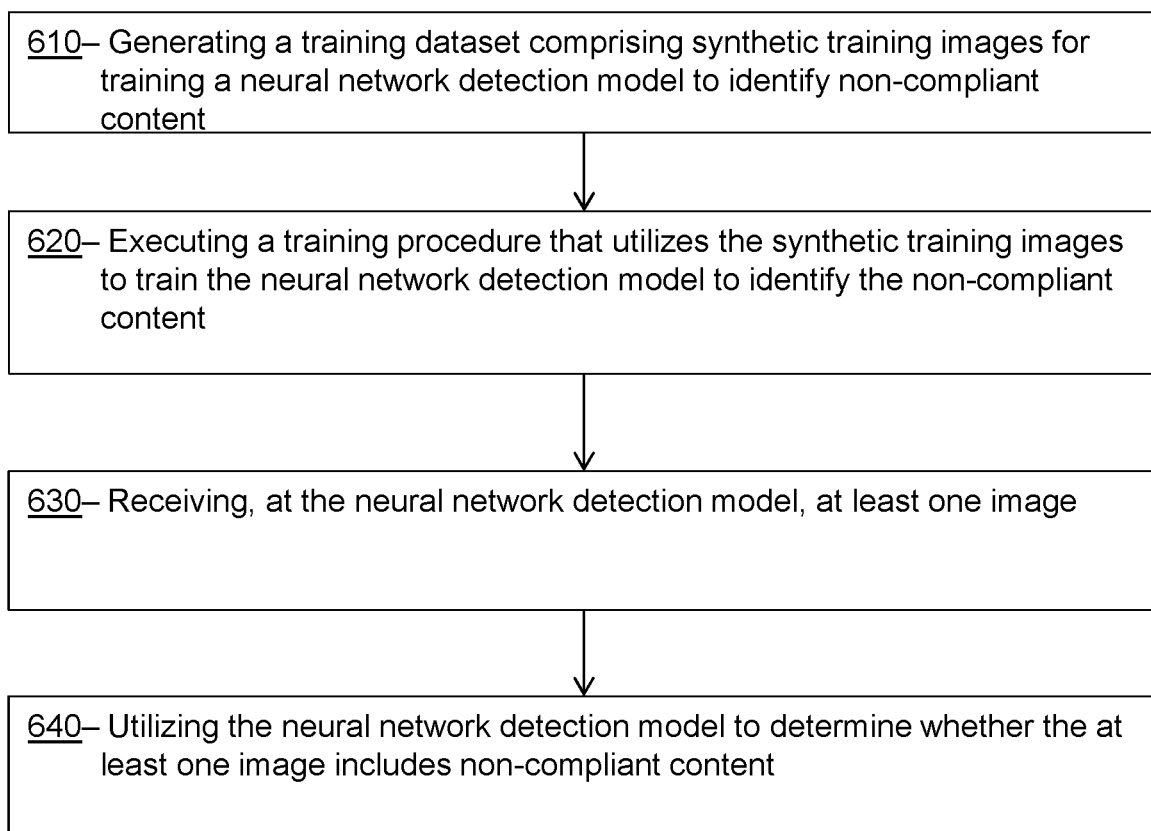 610– Generating a training dataset comprising synthetic training images for
training a neural network detection model to identify non-compliant
content
620– Executing a training procedure that utilizes the synthetic training images
to train the neural network detection model to identify the non-compliant
content
630– Receiving, at the neural network detection model, at least one image
640– Utilizing the neural network detection model to determine whether the at
least one image includes non-compliant content